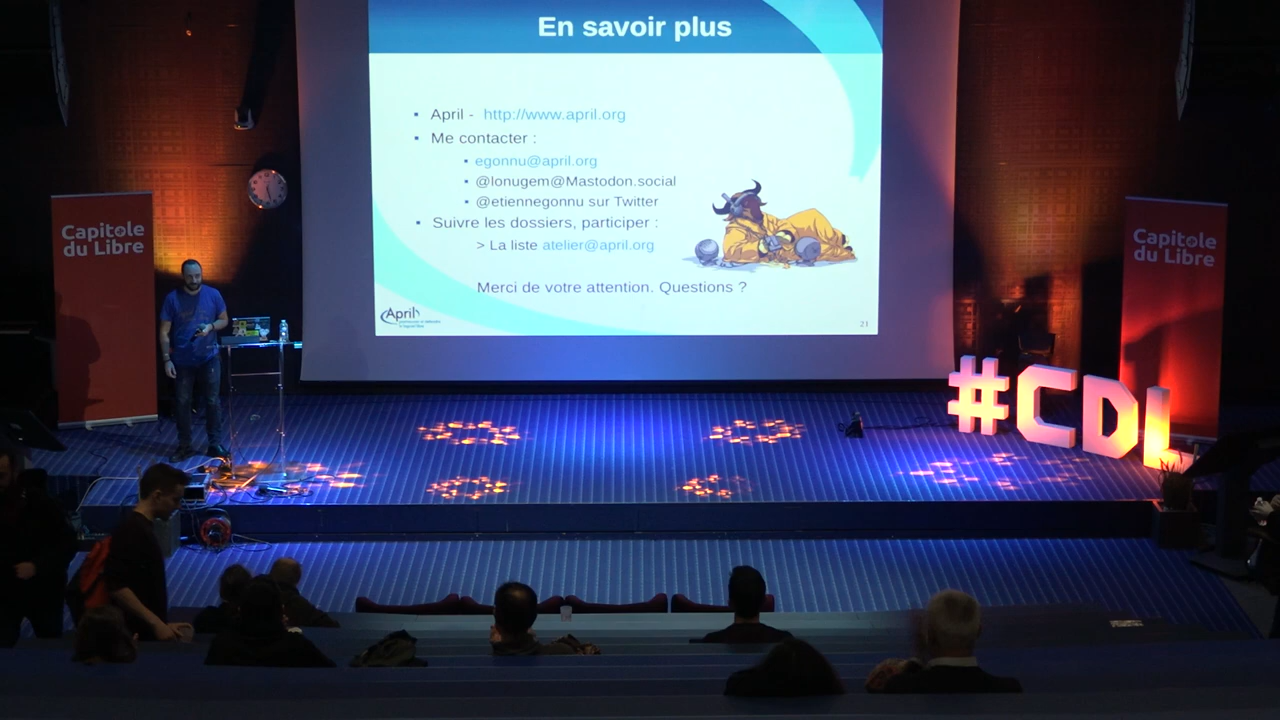 En savoir plus
April - http://www.april.org
Me contacter :
egonnu@april.org
@lonugem@Mastodon.social
@etiennegonnu sur Twitter
Suivre les dossiers, participer :
> La liste atelier@april.org
Merci de votre attention. Questions ?
April
21
Capitole
du Libre
Capitole
du Libre
#CDL